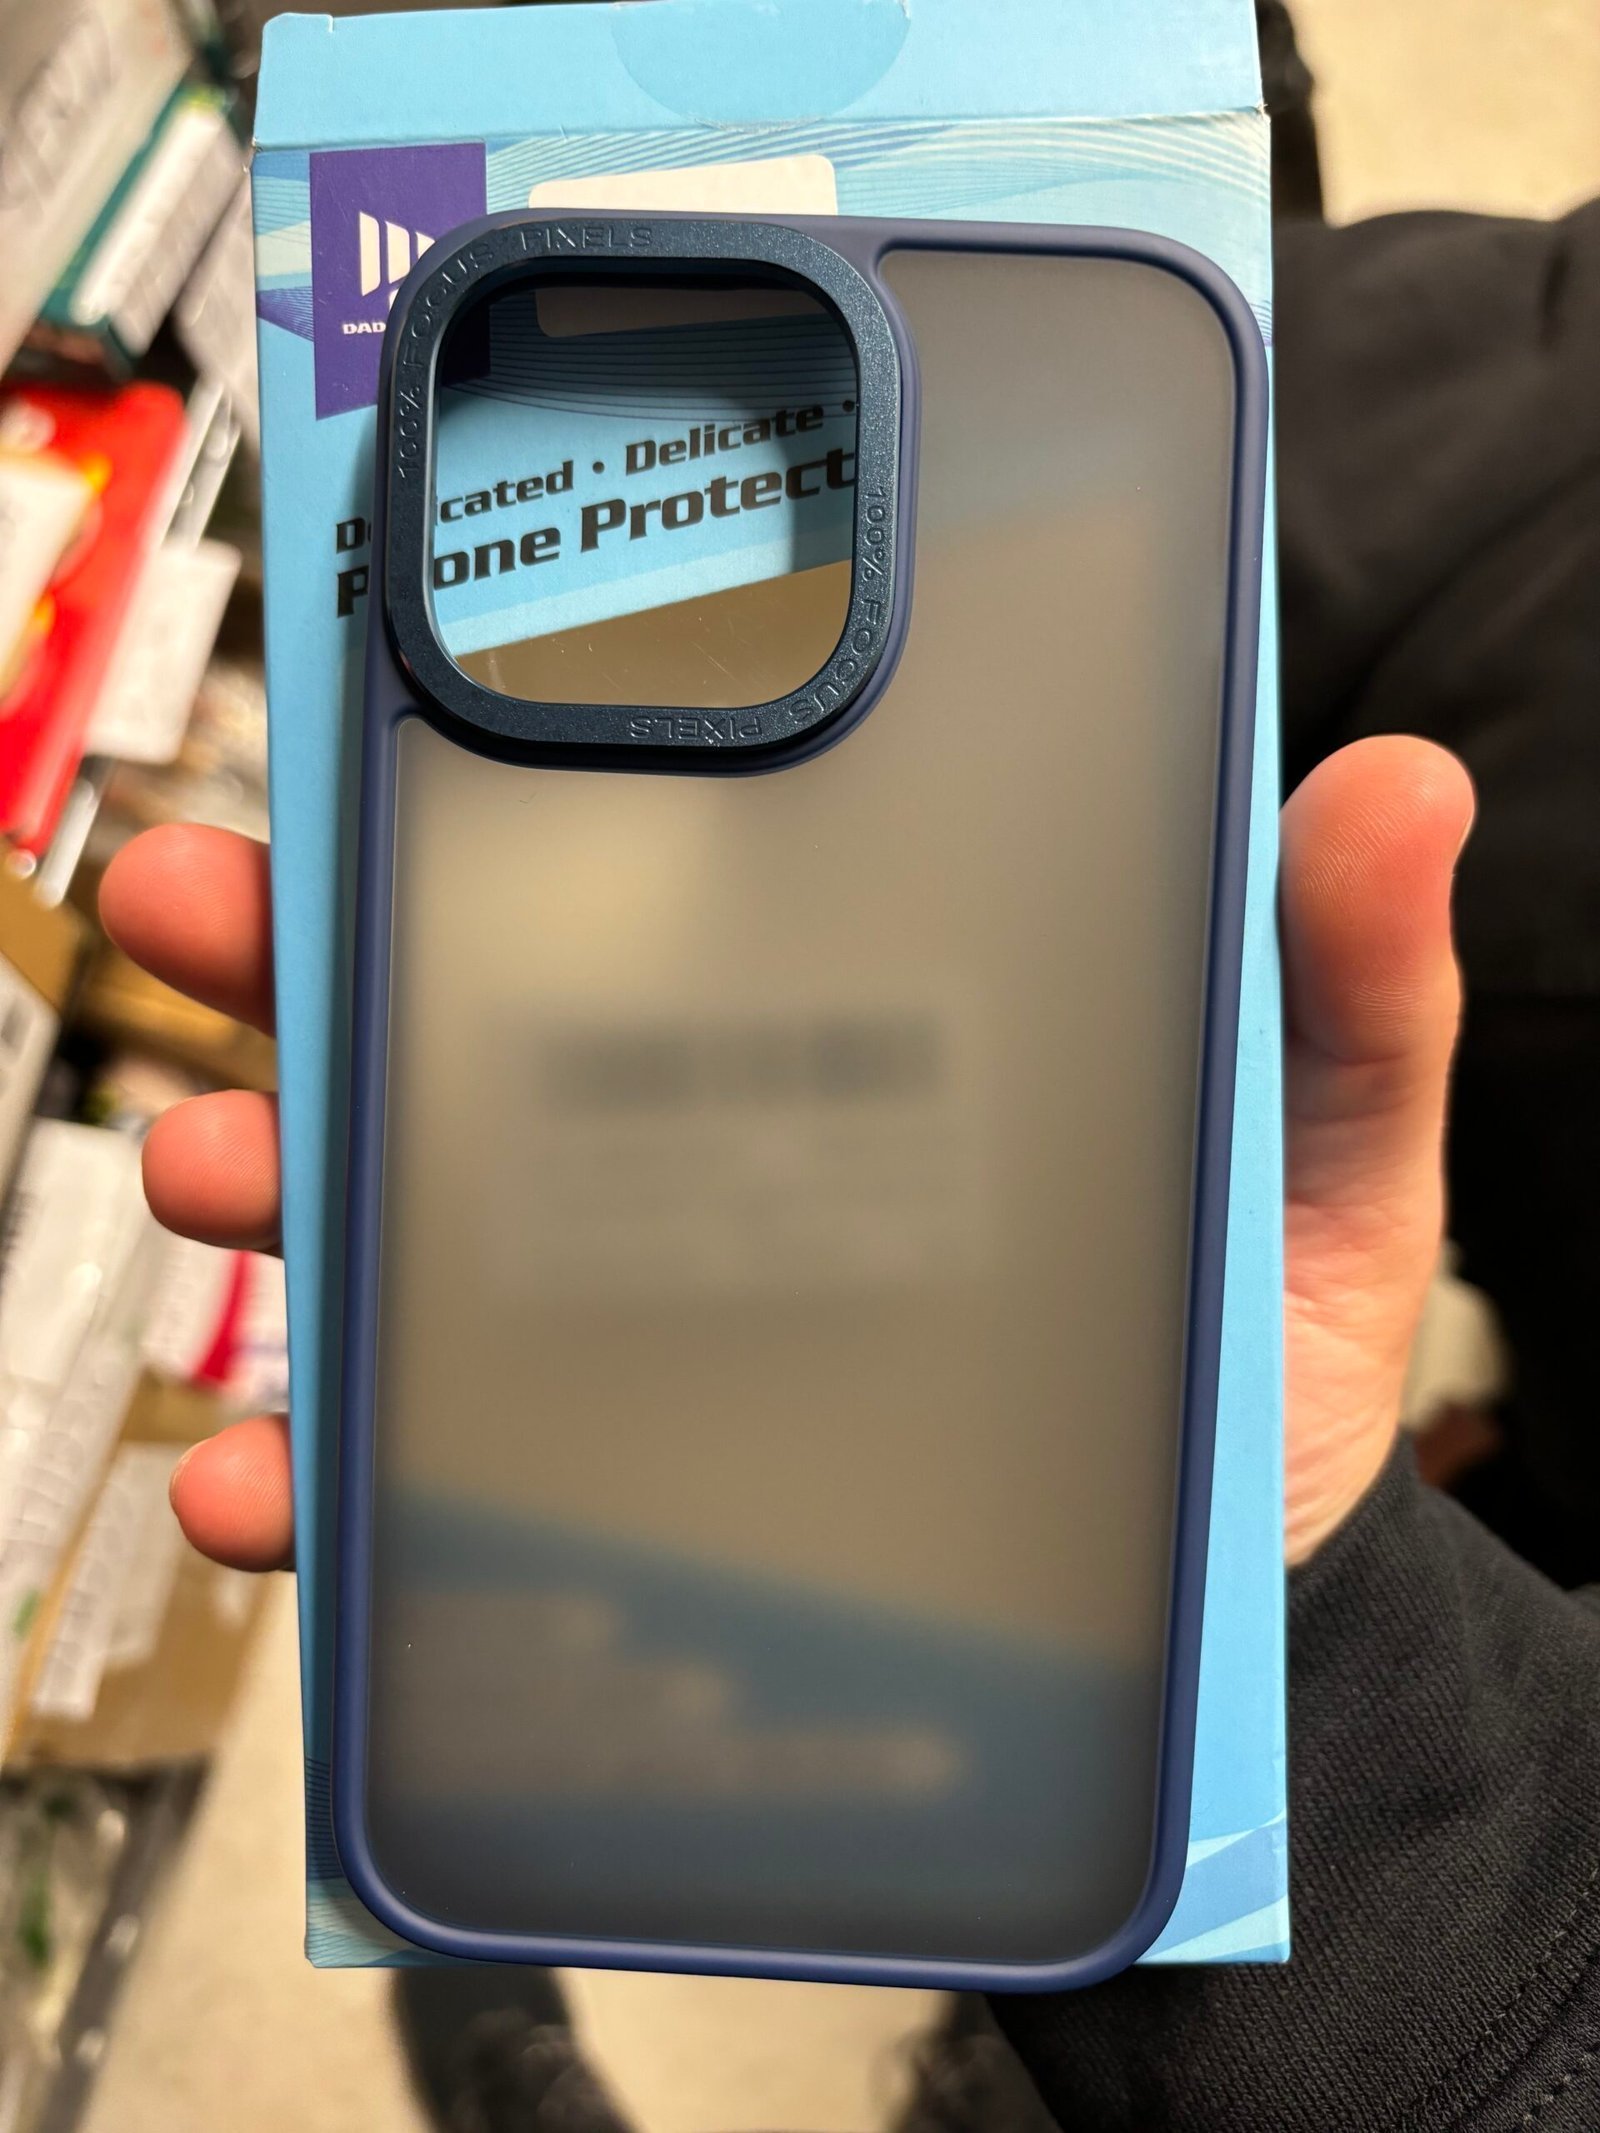 DAD
100% FOCUS PIXELS
icated • Delicate •
one Protect
100% FOCUS PIXELS